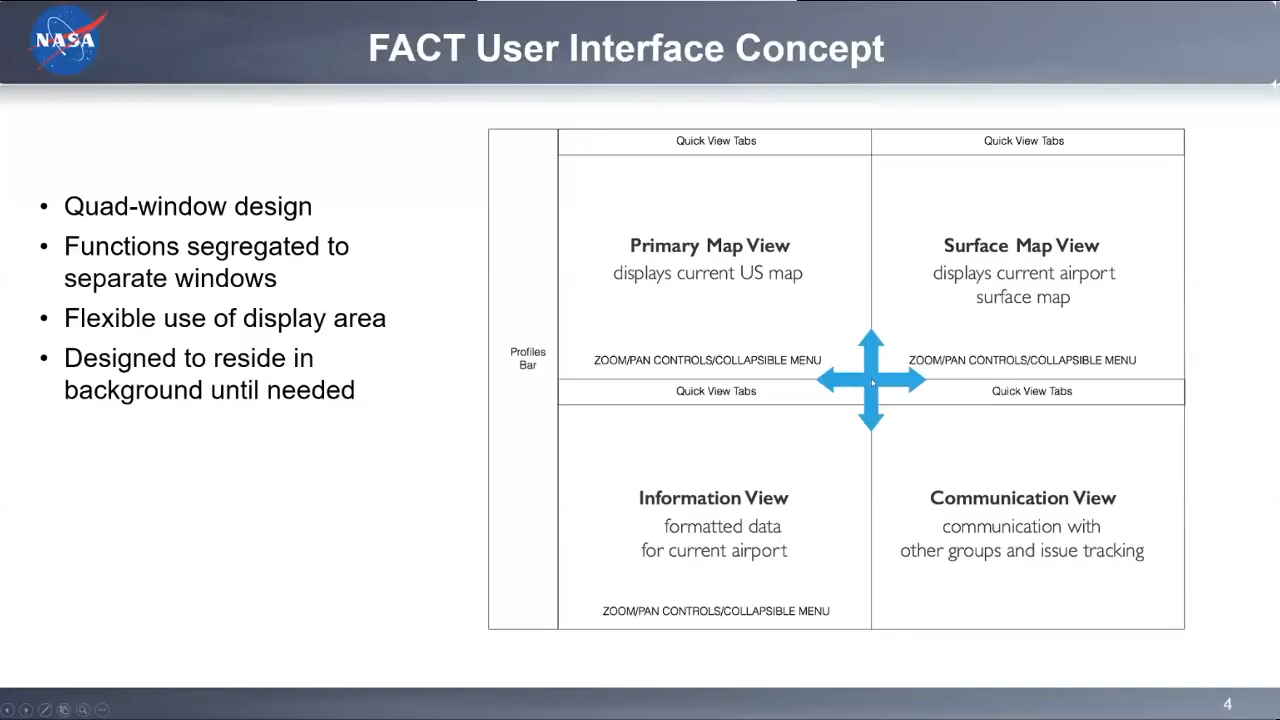 NASA
FACT User Interface Concept
• Quad-window design
• Functions segregated to
separate windows
• Flexible use of display area
• Designed to reside in
background until needed
Profiles
Bar
Quick View Tabs
Primary Map View
displays current US map
ZOOM/PAN CONTROLS/COLLAPSIBLE MENU
Quick View Tabs
Surface Map View
displays current airport
surface map
ZOOM/PAN CONTROLS/COLLAPSIBLE MENU
Quick View Tabs
Information View
formatted data
for current airport
ZOOM/PAN CONTROLS/COLLAPSIBLE MENU
Quick View Tabs
Communication View
communication with
other groups and issue tracking
4